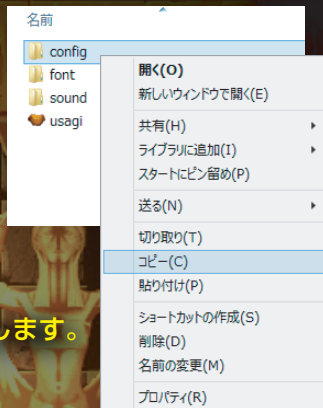 名前
config
font
sound
usagi
開く(O)
新しいウィンドウで開く(E)
共有(H)
ライブラリに追加(I)
スタートにピン留め(P)
送る(N)
切り取り(T)
コピー(C)
貼り付け(P)
ショートカットの作成(S)
削除(D)
名前の変更(M)
プロパティ(R)
します。